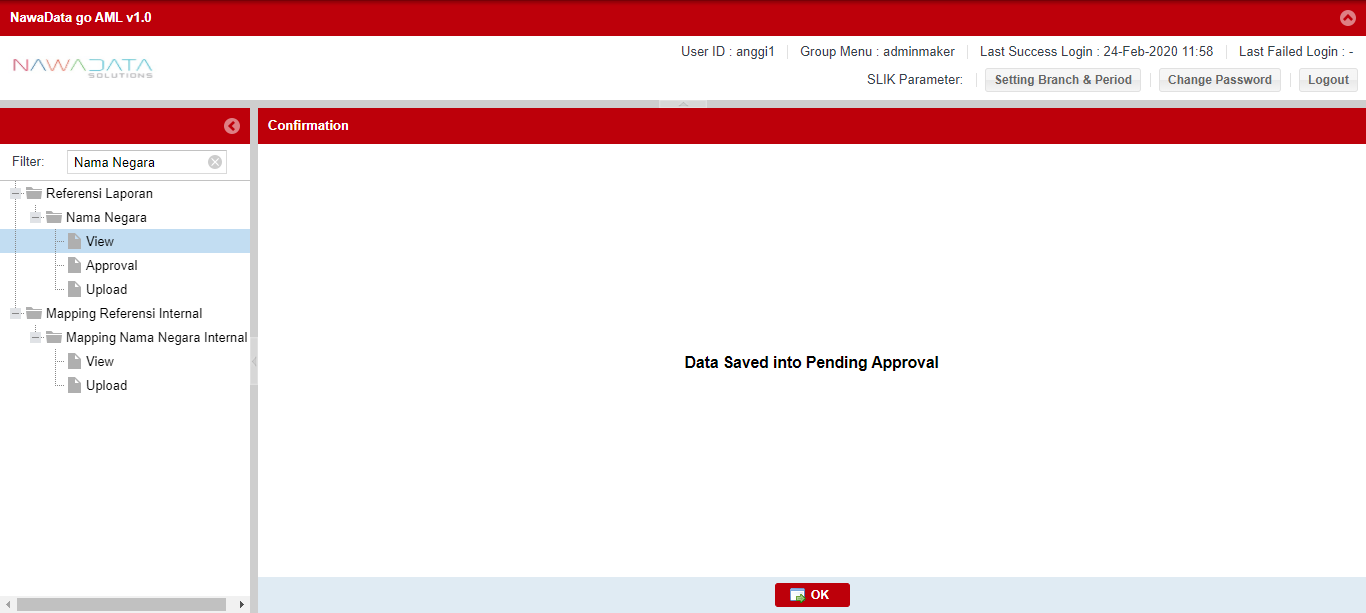 NawaData go AML v1.0
NAWADATA
SOLUTIONS
User ID : anggi1 Group Menu : adminmaker Last Success Login : 24-Feb-2020 11:58 Last Failed Login : -
SLIK Parameter: Setting Branch & Period Change Password Logout
Confirmation
Filter: Nama Negara
Referensi Laporan
Nama Negara
View
Approval
Upload
Mapping Referensi Internal
Mapping Nama Negara Internal
View
Upload
Data Saved into Pending Approval
OK